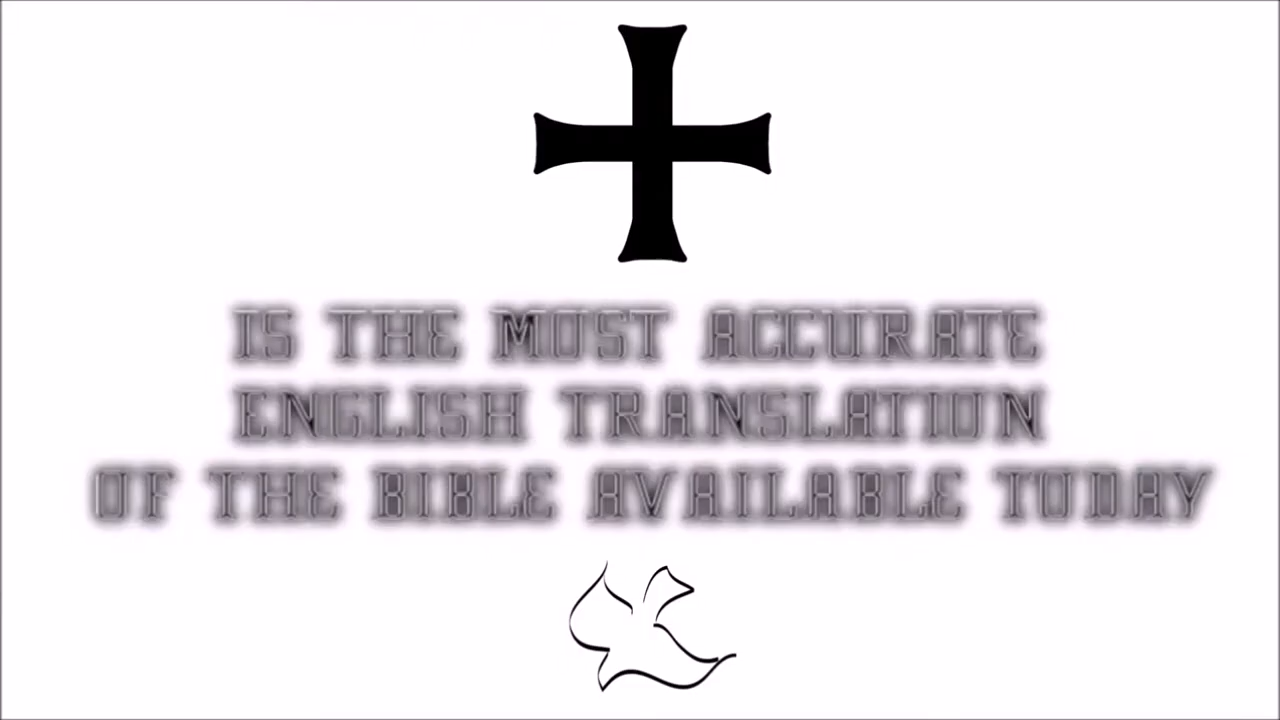 IS THE MOST ACCURATE
ENGLISH TRANSLATION
OF THE BIBLE AVAILABLE TODAY